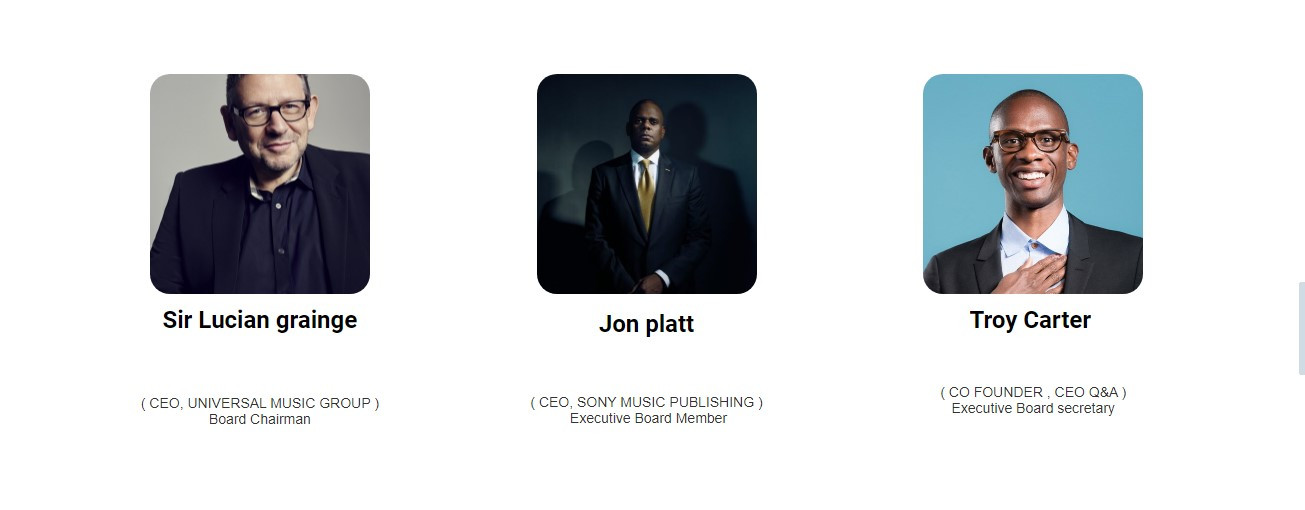 Sir Lucian grainge
( CEO, UNIVERSAL MUSIC GROUP )
Board Chairman
Jon platt
( CEO, SONY MUSIC PUBLISHING )
Executive Board Member
Troy Carter
( CO FOUNDER , CEO Q&A )
Executive Board secretary